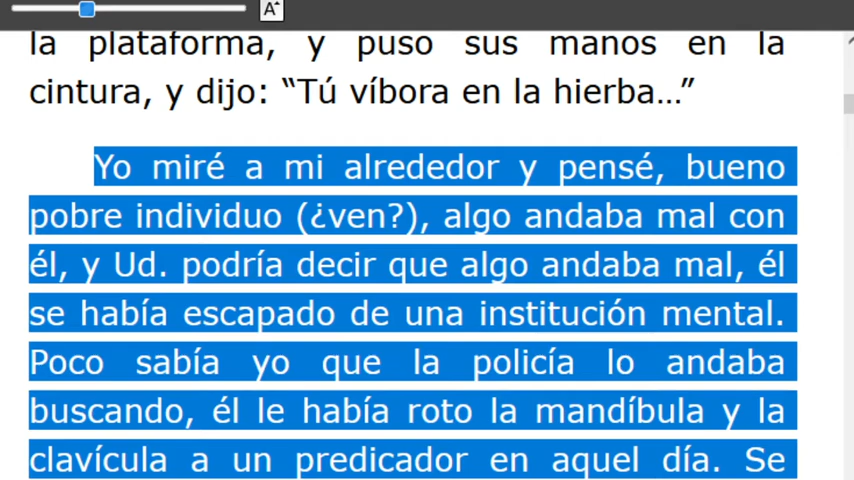 A
la plataforma, y puso sus manos en la
cintura, y dijo: “Tú víbora en la hierba…”
Yo miré a mi alrededor y pensé, bueno
pobre individuo (¿ven?), algo andaba mal con
él, y Ud. podría decir que algo andaba mal, él
se había escapado de una institución mental.
Poco sabía yo que la policía lo andaba
buscando, él le había roto la mandíbula y la
clavícula a un predicador en aquel día. Se